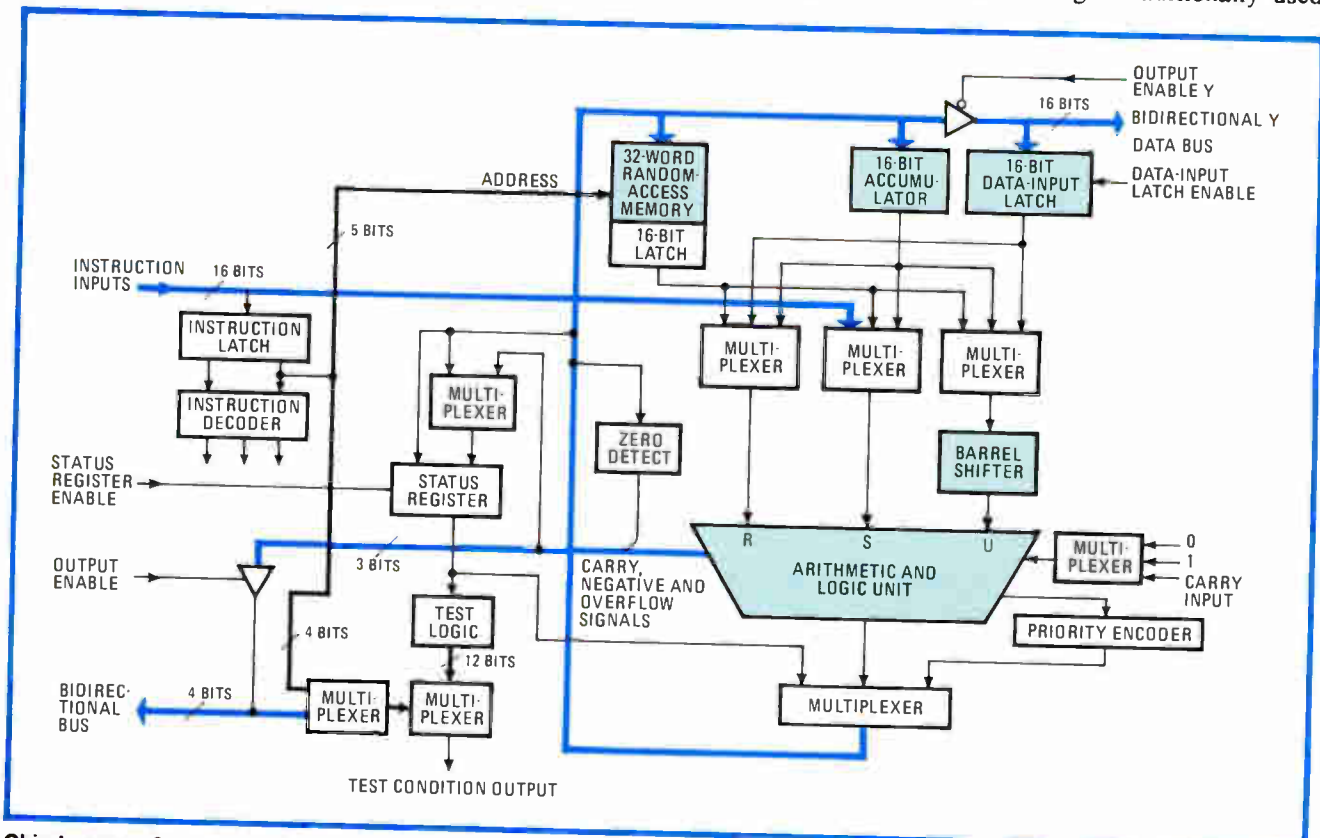 tionally used
OUTPUT
ENABLE Y
16 BITS
BIDIRECTIONAL Y
DATA BUS
32-WORD
RANDOM-
ACCESS
MEMORY
16-BIT
LATCH
16-BIT
ACCUMU-
LATOR
16-BIT
DATA-INPUT
LATCH
DATA-INPUT
LATCH ENABLE
ADDRESS
5 BITS
INSTRUCTION
INPUTS
16 BITS
INSTRUCTION
LATCH
INSTRUCTION
DECODER
MULTI-
PLEXER
MULTI-
PLEXER
MULTI-
PLEXER
MULTI-
PLEXER
ZERO
DETECT
BARREL
SHIFTER
STATUS
REGISTER
ENABLE
STATUS
REGISTER
R
S
U
ARITHMETIC AND
LOGIC UNIT
MULTI-
PLEXER
0
1
CARRY
INPUT
3 BITS
CARRY,
NEGATIVE AND
OVERFLOW
SIGNALS
OUTPUT
ENABLE
TEST
LOGIC
PRIORITY ENCODER
4 BITS
12 BITS
BIDIREC-
TIONAL
BUS
4 BITS
MULTI-
PLEXER
MULTI-
PLEXER
MULTIPLEXER
TEST CONDITION OUTPUT